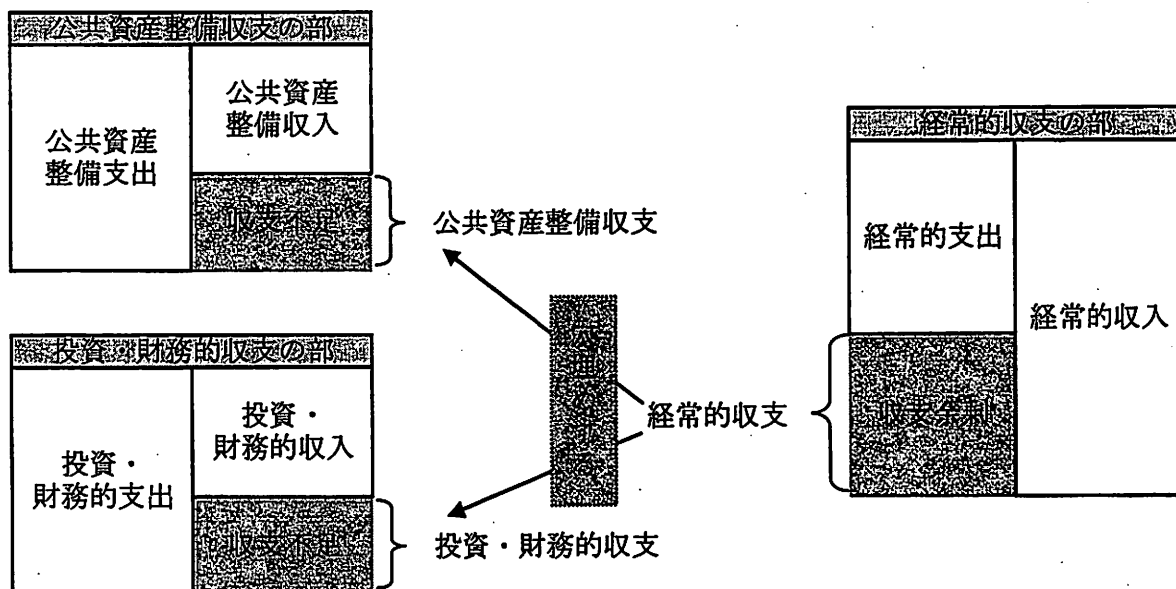 公共資産整備収支の部
公共資産
整備支出
公共資産
整備収入
収支不足
公共資産整備収支
投資・財務的収支の部
投資・
財務的支出
投資・
財務的収入
収支不足
投資・財務的収支
経常的収支
経常的収支の部
経常的支出
収支余剰
経常的収入